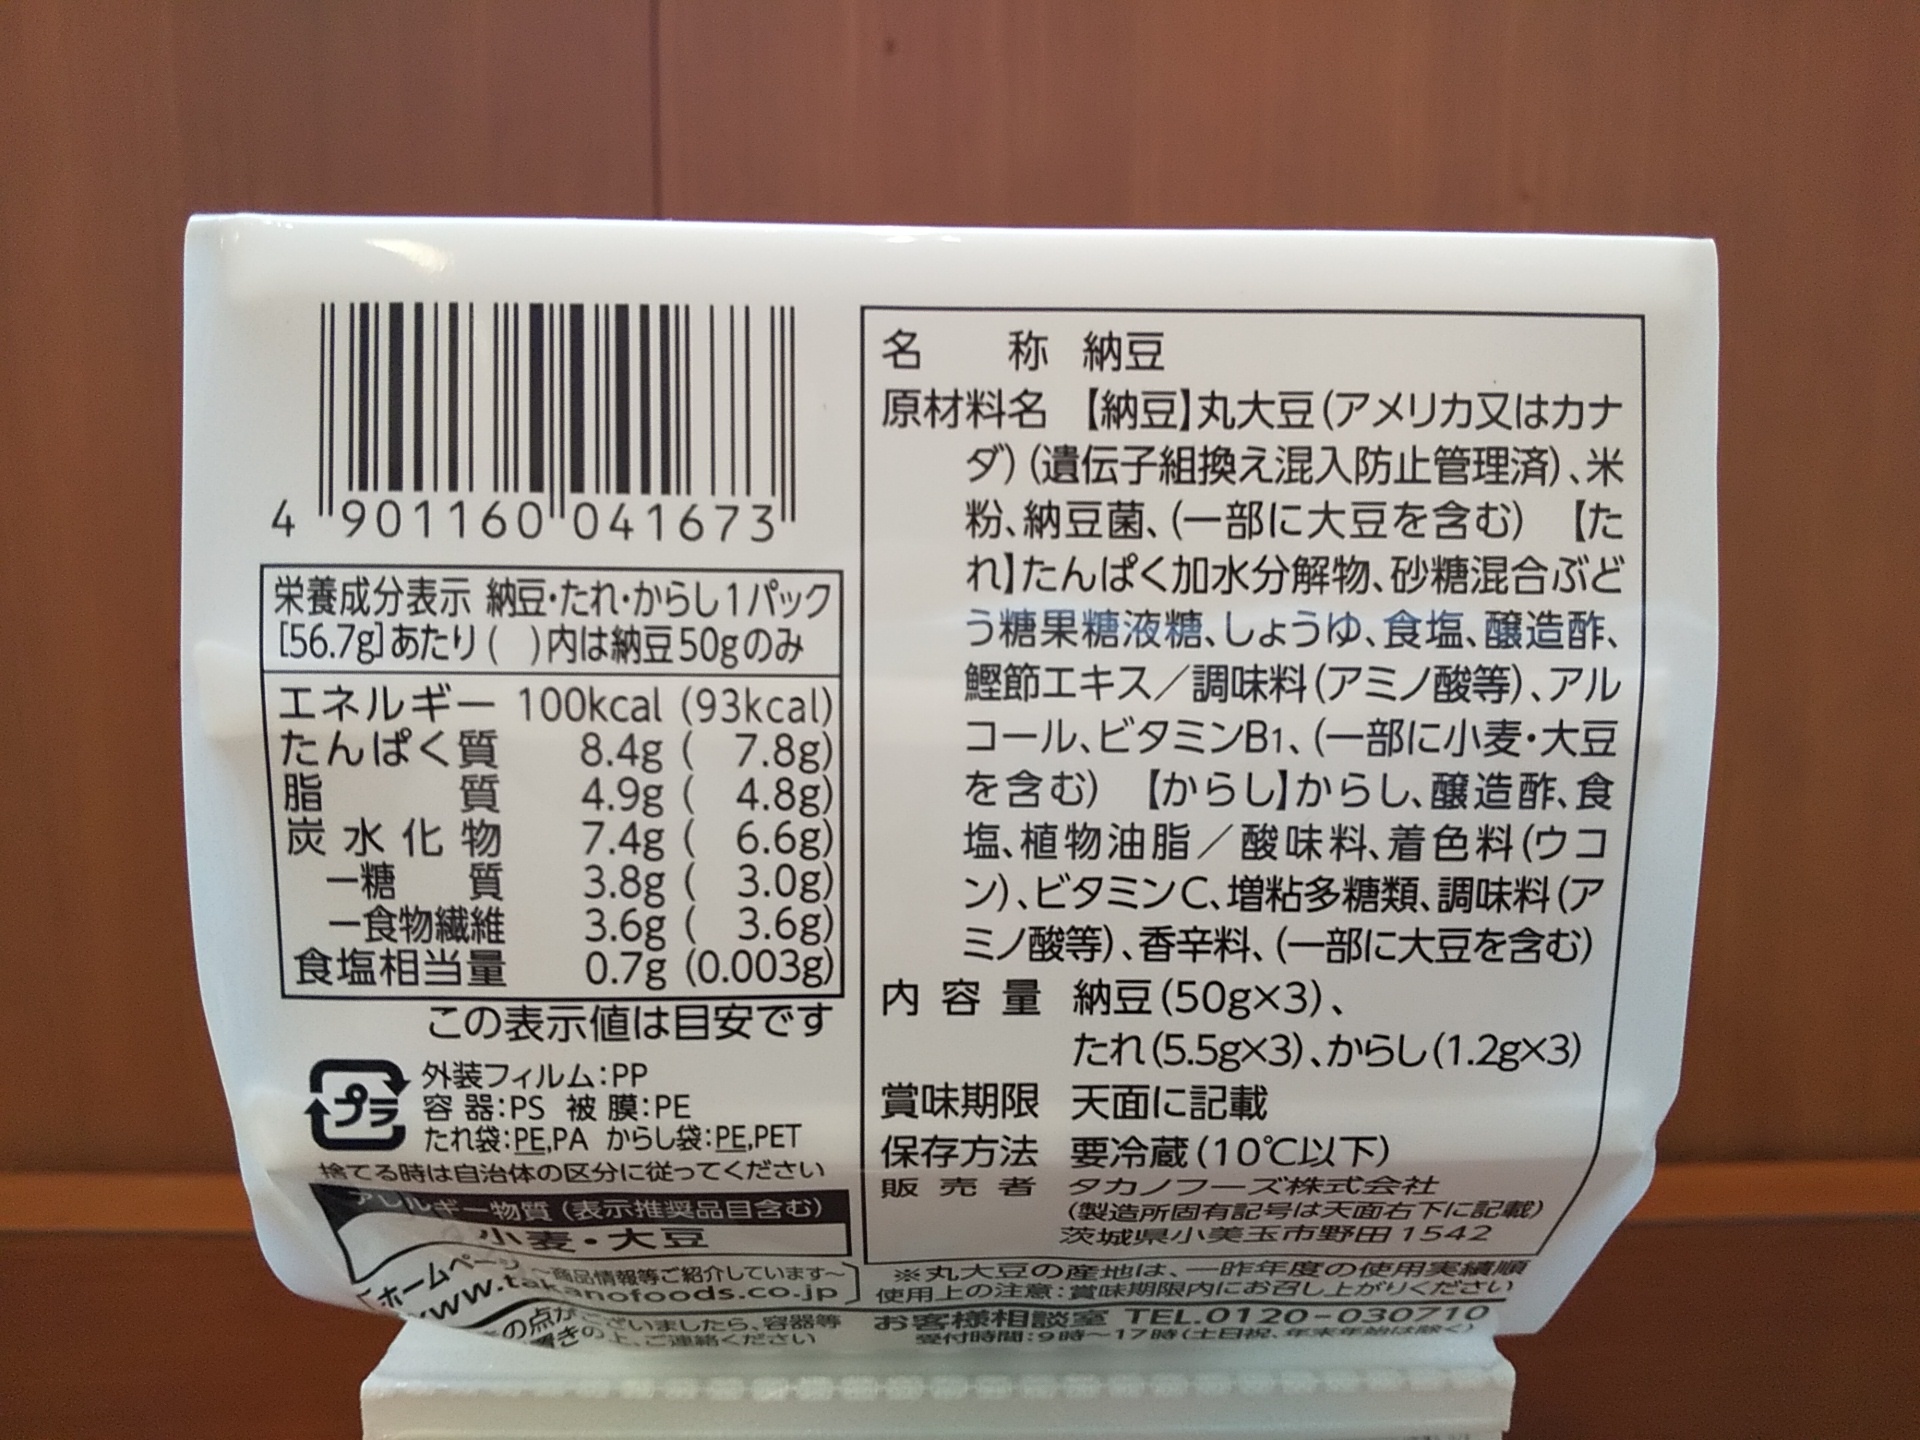 4 901160 041673
栄養成分表示 納豆・たれ・からし1パック
[56.7g]あたり( )内は納豆50gのみ
エネルギー 100kcal (93kcal)
たんぱく質 8.4g ( 7.8g)
脂質 4.9g ( 4.8g)
炭水化物 7.4g ( 6.6g)
ー糖質 3.8g ( 3.0g)
ー食物繊維 3.6g ( 3.6g)
食塩相当量 0.7g (0.003g)
この表示値は目安です
プラ
外装フィルム:PP
容器:PS 被膜:PE
たれ袋:PE,PA からし袋:PE,PET
捨てる時は自治体の区分に従ってください
アレルギー物質(表示推奨品目含む)
小麦・大豆
ホームページ ~商品情報等ご紹介しています~
www.takanofoods.co.jp
の点がございましたら、容器等
置きの上、ご連絡ください
名称 納豆
原材料名 【納豆】丸大豆(アメリカ又はカナ
ダ)(遺伝子組換え混入防止管理済)、米
粉、納豆菌、(一部に大豆を含む) 【た
れ】たんぱく加水分解物、砂糖混合ぶど
う糖果糖液糖、しょうゆ、食塩、醸造酢、
鰹節エキス/調味料(アミノ酸等)、アル
コール、ビタミンB1、(一部に小麦・大豆
を含む) 【からし】からし、醸造酢、食
塩、植物油脂/酸味料、着色料(ウコ
ン)、ビタミンC、増粘多糖類、調味料(ア
ミノ酸等)、香辛料、(一部に大豆を含む)
内容量 納豆(50g×3)、
たれ(5.5g×3)、からし(1.2g×3)
賞味期限 天面に記載
保存方法 要冷蔵(10℃以下)
販売者 タカノフーズ株式会社
(製造所固有記号は天面右下に記載)
茨城県小美玉市野田1542
※丸大豆の産地は、一昨年度の使用実績順
使用上の注意:賞味期限内にお召し上がりください
お客様相談室 TEL.0120-030710
受付時間:9時~17時(土日祝、年末年始は除く)